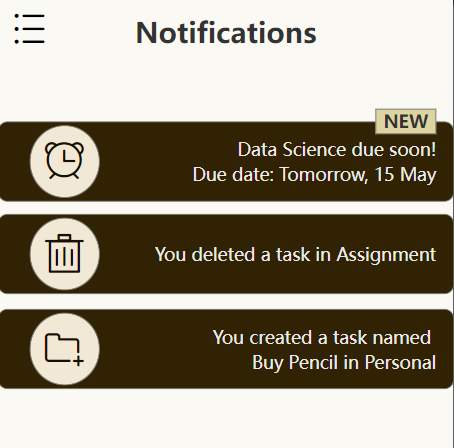 Notifications
NEW
Data Science due soon!
Due date: Tomorrow, 15 May
You deleted a task in Assignment
You created a task named
Buy Pencil in Personal